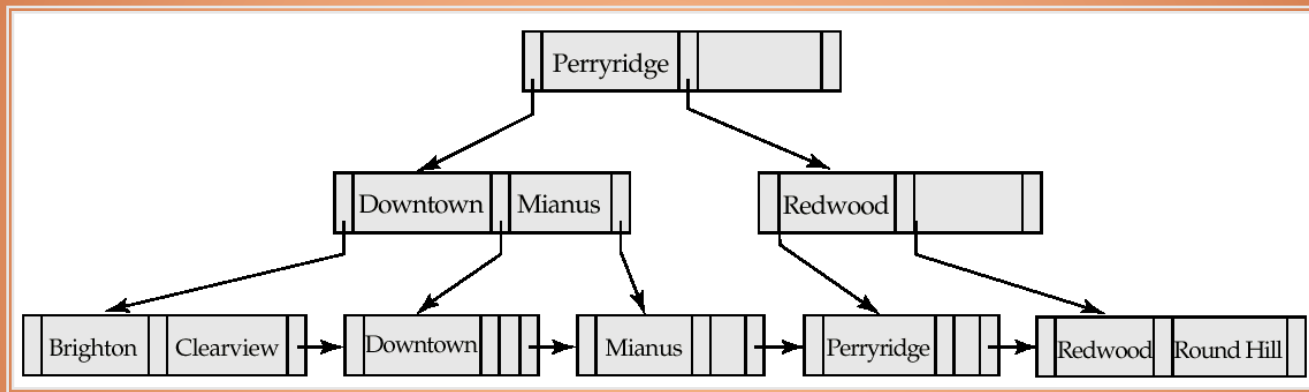 Perryridge
Downtown Mianus Redwood
Brighton Clearview Downtown Mianus Perryridge Redwood Round Hill